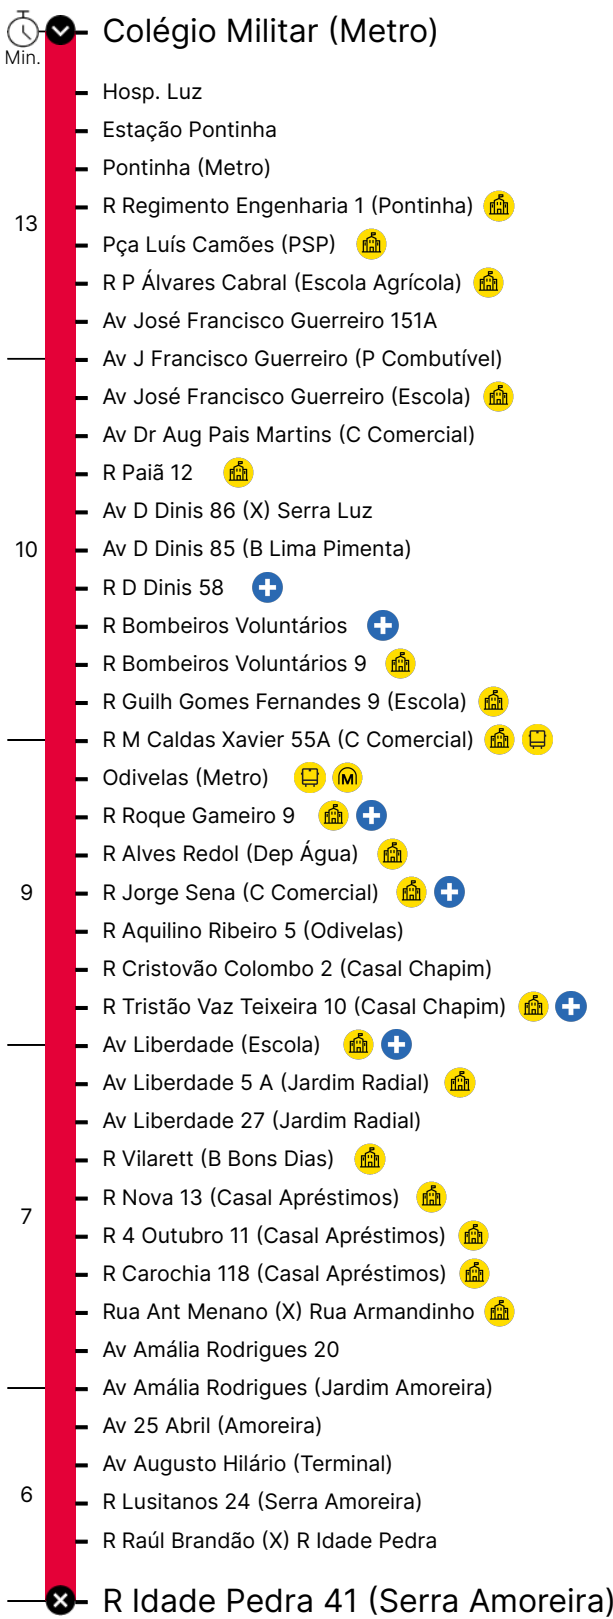 Colégio Militar (Metro)
Min.
Hosp. Luz
Estação Pontinha
Pontinha (Metro)
R Regimento Engenharia 1 (Pontinha)
13
Pça Luís Camões (PSP)
R P Álvares Cabral (Escola Agrícola)
Av José Francisco Guerreiro 151A
Av J Francisco Guerreiro (P Combutível)
Av José Francisco Guerreiro (Escola)
Av Dr Aug Pais Martins (C Comercial)
R Paiã 12
Av D Dinis 86 (X) Serra Luz
10 Av D Dinis 85 (B Lima Pimenta)
R D Dinis 58
R Bombeiros Voluntários
R Bombeiros Voluntários 9
R Guilh Gomes Fernandes 9 (Escola)
R M Caldas Xavier 55A (C Comercial)
Odivelas (Metro) M
R Roque Gameiro 9
R Alves Redol (Dep Água)
9 R Jorge Sena (C Comercial)
R Aquilino Ribeiro 5 (Odivelas)
R Cristovão Colombo 2 (Casal Chapim)
R Tristão Vaz Teixeira 10 (Casal Chapim)
Av Liberdade (Escola)
Av Liberdade 5 A (Jardim Radial)
Av Liberdade 27 (Jardim Radial)
R Vilarett (B Bons Dias)
R Nova 13 (Casal Apréstimos)
7
R 4 Outubro 11 (Casal Apréstimos)
R Carochia 118 (Casal Apréstimos)
Rua Ant Menano (X) Rua Armandinho
Av Amália Rodrigues 20
Av Amália Rodrigues (Jardim Amoreira)
Av 25 Abril (Amoreira)
Av Augusto Hilário (Terminal)
6 R Lusitanos 24 (Serra Amoreira)
R Raúl Brandão (X) R Idade Pedra
R Idade Pedra 41 (Serra Amoreira)